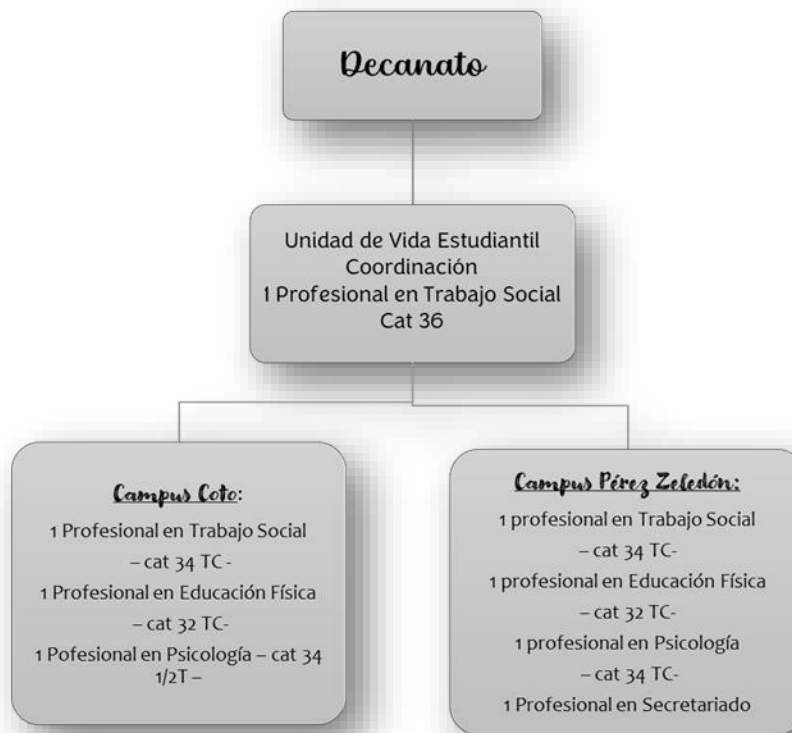 Decanato
Unidad de Vida Estudiantil
Coordinación
1 Profesional en Trabajo Social
Cat 36
Campus Coto:
1 Profesional en Trabajo Social
– cat 34 TC -
1 Profesional en Educación Física
– cat 32 TC-
1 Pofesional en Psicología – cat 34
1/2T –
Campus Pérez Zeledón:
1 profesional en Trabajo Social
– cat 34 TC-
1 profesional en Educación Física
– cat 32 TC-
1 profesional en Psicología
– cat 34 TC-
1 Profesional en Secretariado